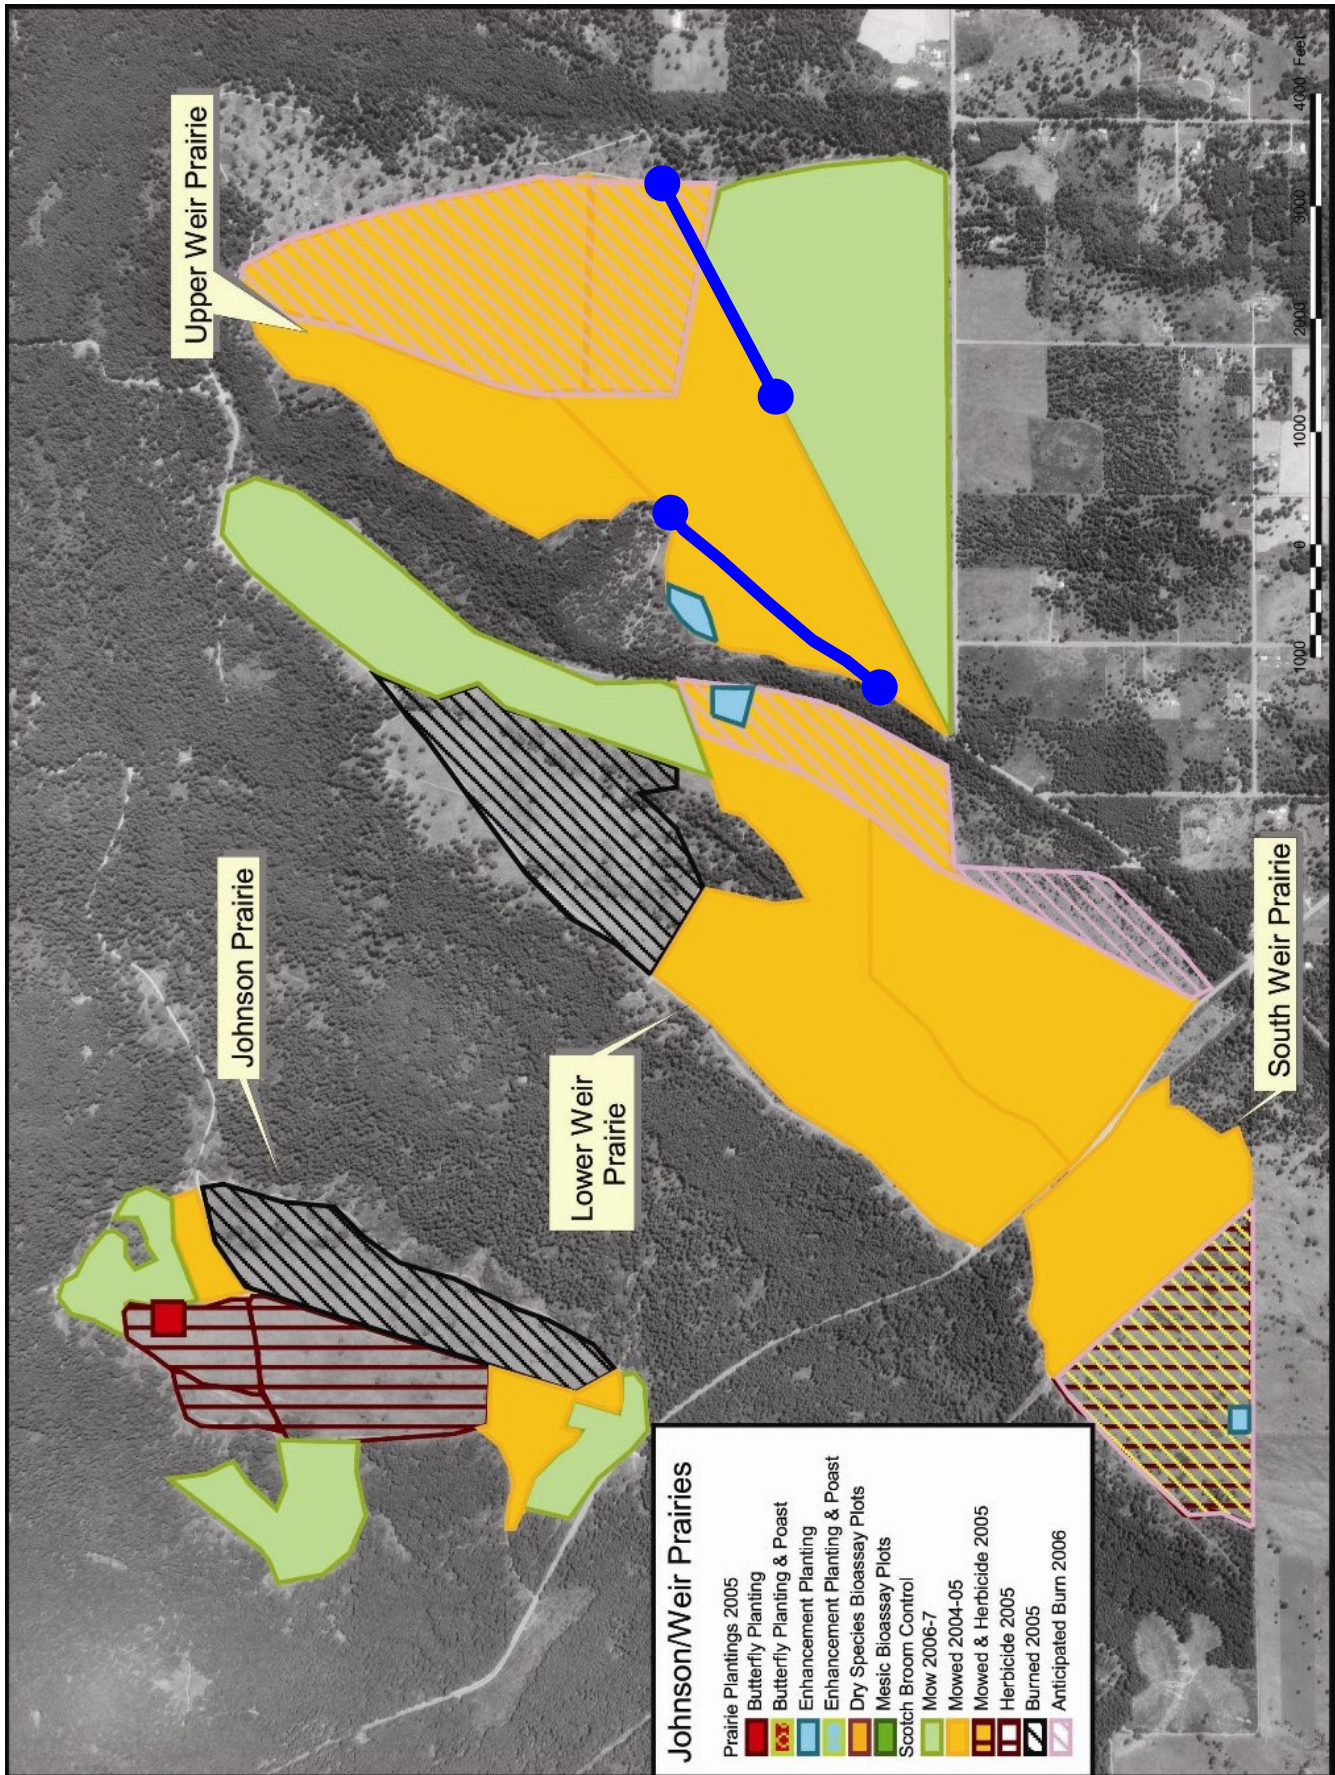 Upper Weir Prairie
Johnson Prairie
Lower Weir
Prairie
South Weir Prairie
1000
0
1000
2000
3000
4000 Feet
Johnson/Weir Prairies
Prairie Plantings 2005
Butterfly Planting
Butterfly Planting & Poast
Enhancement Planting
Enhancement Planting & Poast
Dry Species Bioassay Plots
Mesic Bioassay Plots
Scotch Broom Control
Mow 2006-7
Mowed 2004-05
Mowed & Herbicide 2005
Herbicide 2005
Burned 2005
Anticipated Burn 2006